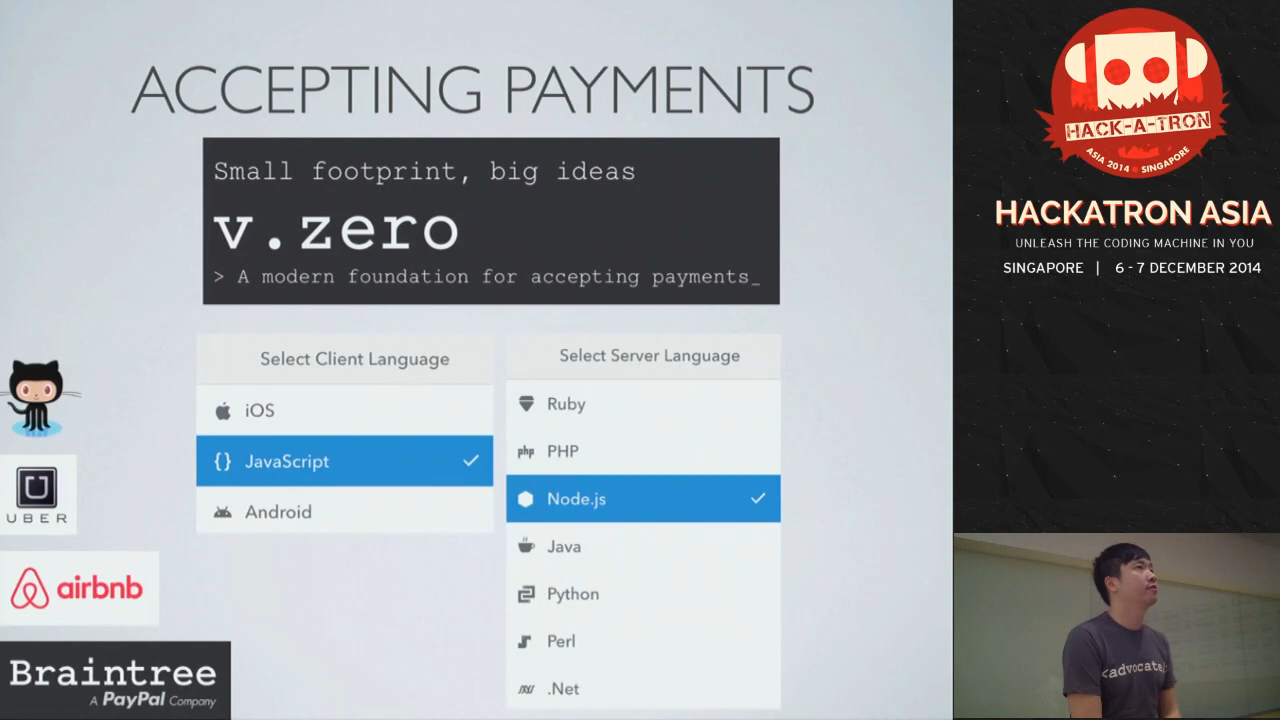 ACCEPTING PAYMENTS
Small footprint, big ideas
v.zero
> A modern foundation for accepting payments_
Select Client Language
iOS
{} JavaScript
Android
Select Server Language
Ruby
php PHP
Node.js
Java
Python
Perl
.Net
UBER
airbnb
Braintree
A PayPal Company
HACK-A-TRON
ASIA 2014 SINGAPORE
HACKATRON ASIA
UNLEASH THE CODING MACHINE IN YOU
SINGAPORE | 6 - 7 DECEMBER 2014
<advocate/>